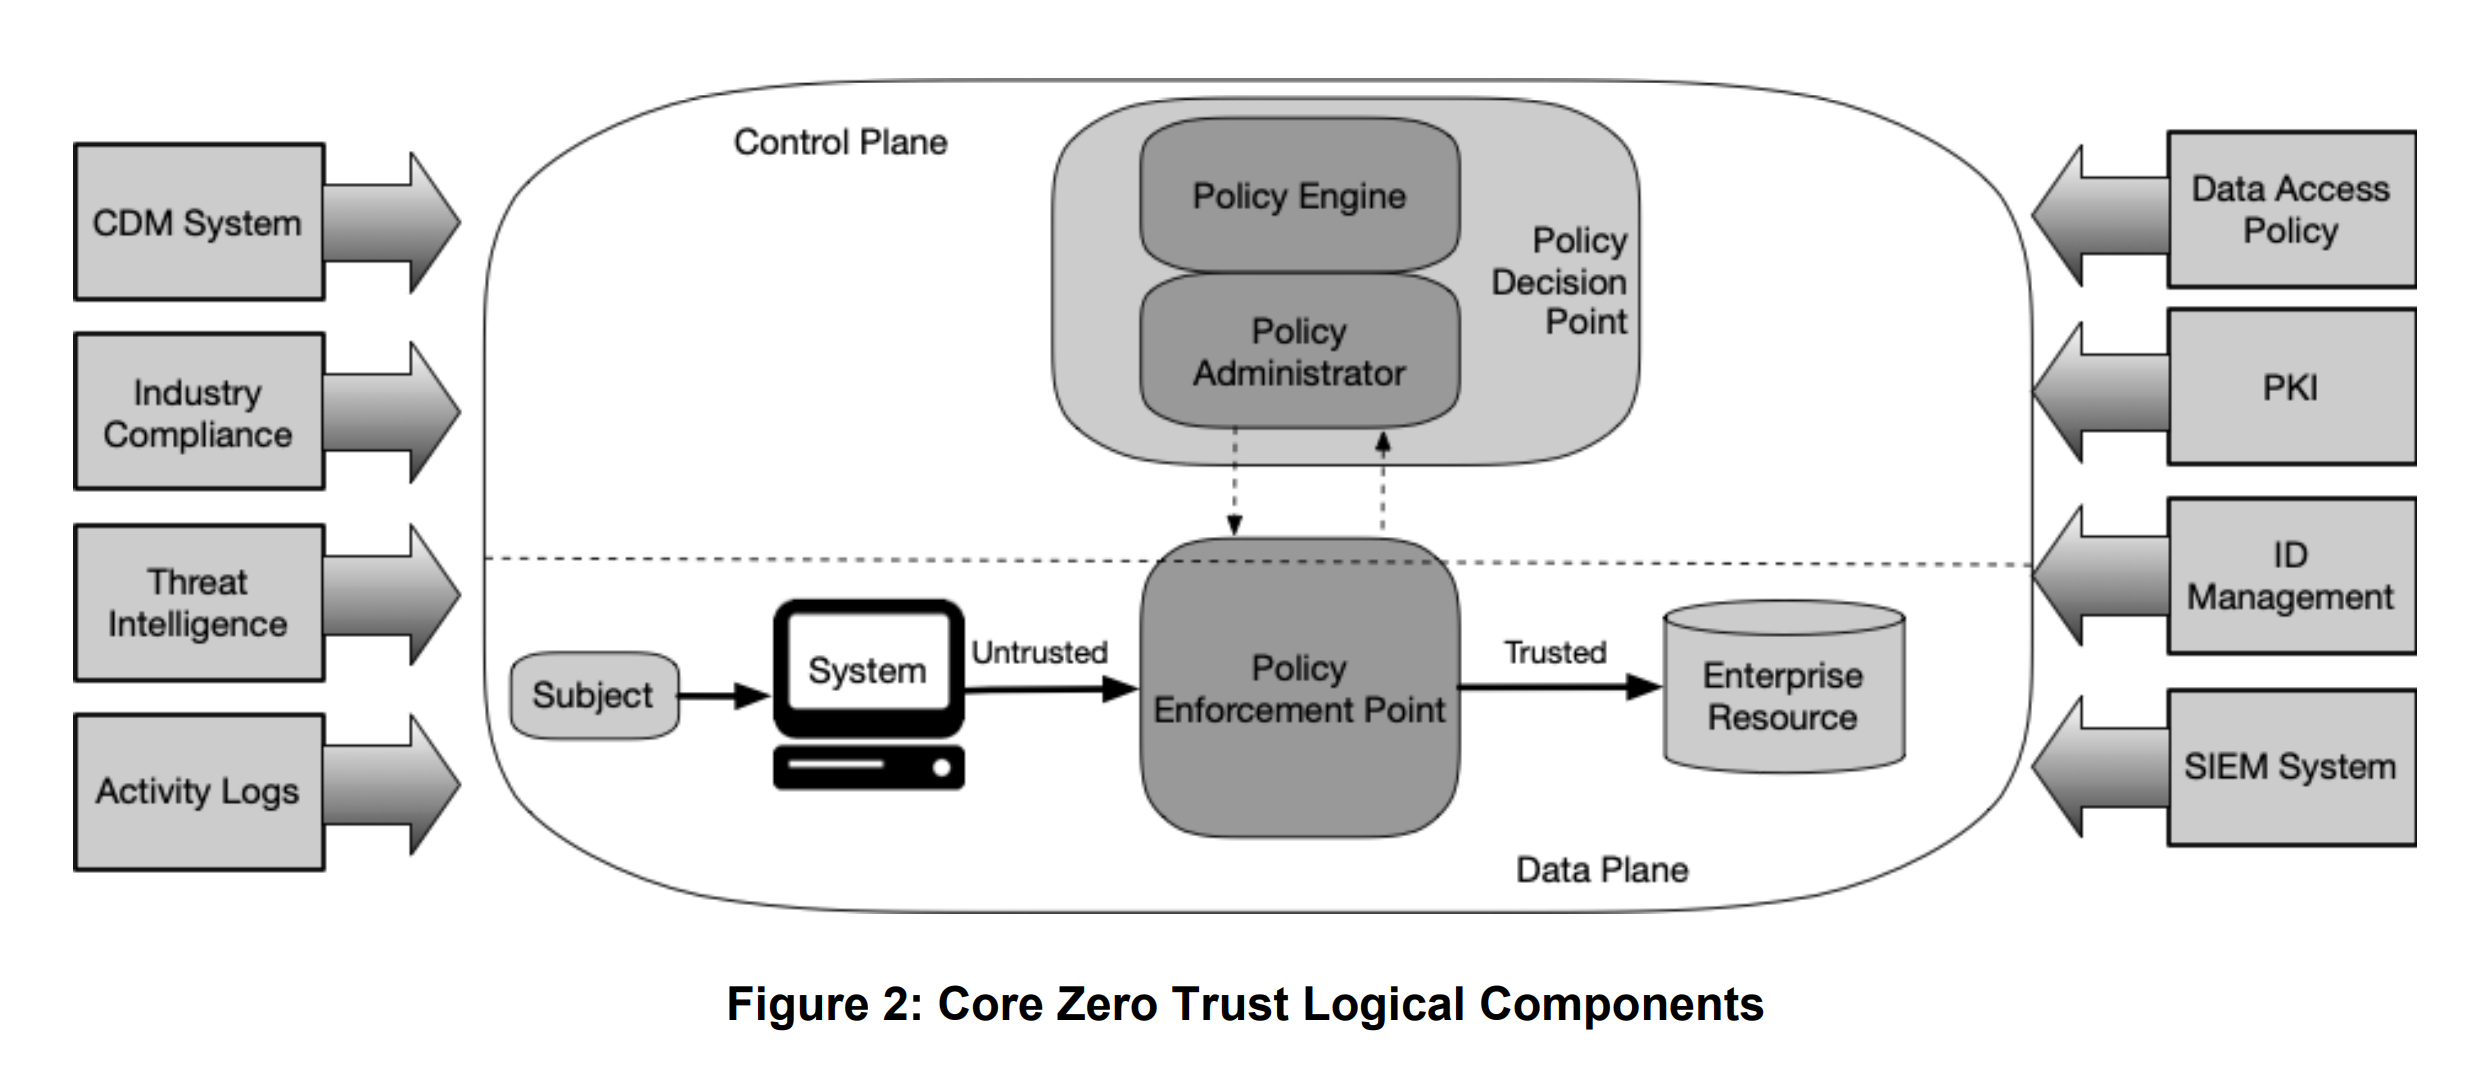 CDM System
Industry
Compliance
Threat
Intelligence
Activity Logs
Control Plane
Policy Engine
Policy
Administrator
Policy
Decision
Point
Subject
System
Untrusted
Policy
Enforcement Point
Trusted
Enterprise
Resource
Data Plane
Data Access
Policy
PKI
ID
Management
SIEM System
Figure 2: Core Zero Trust Logical Components